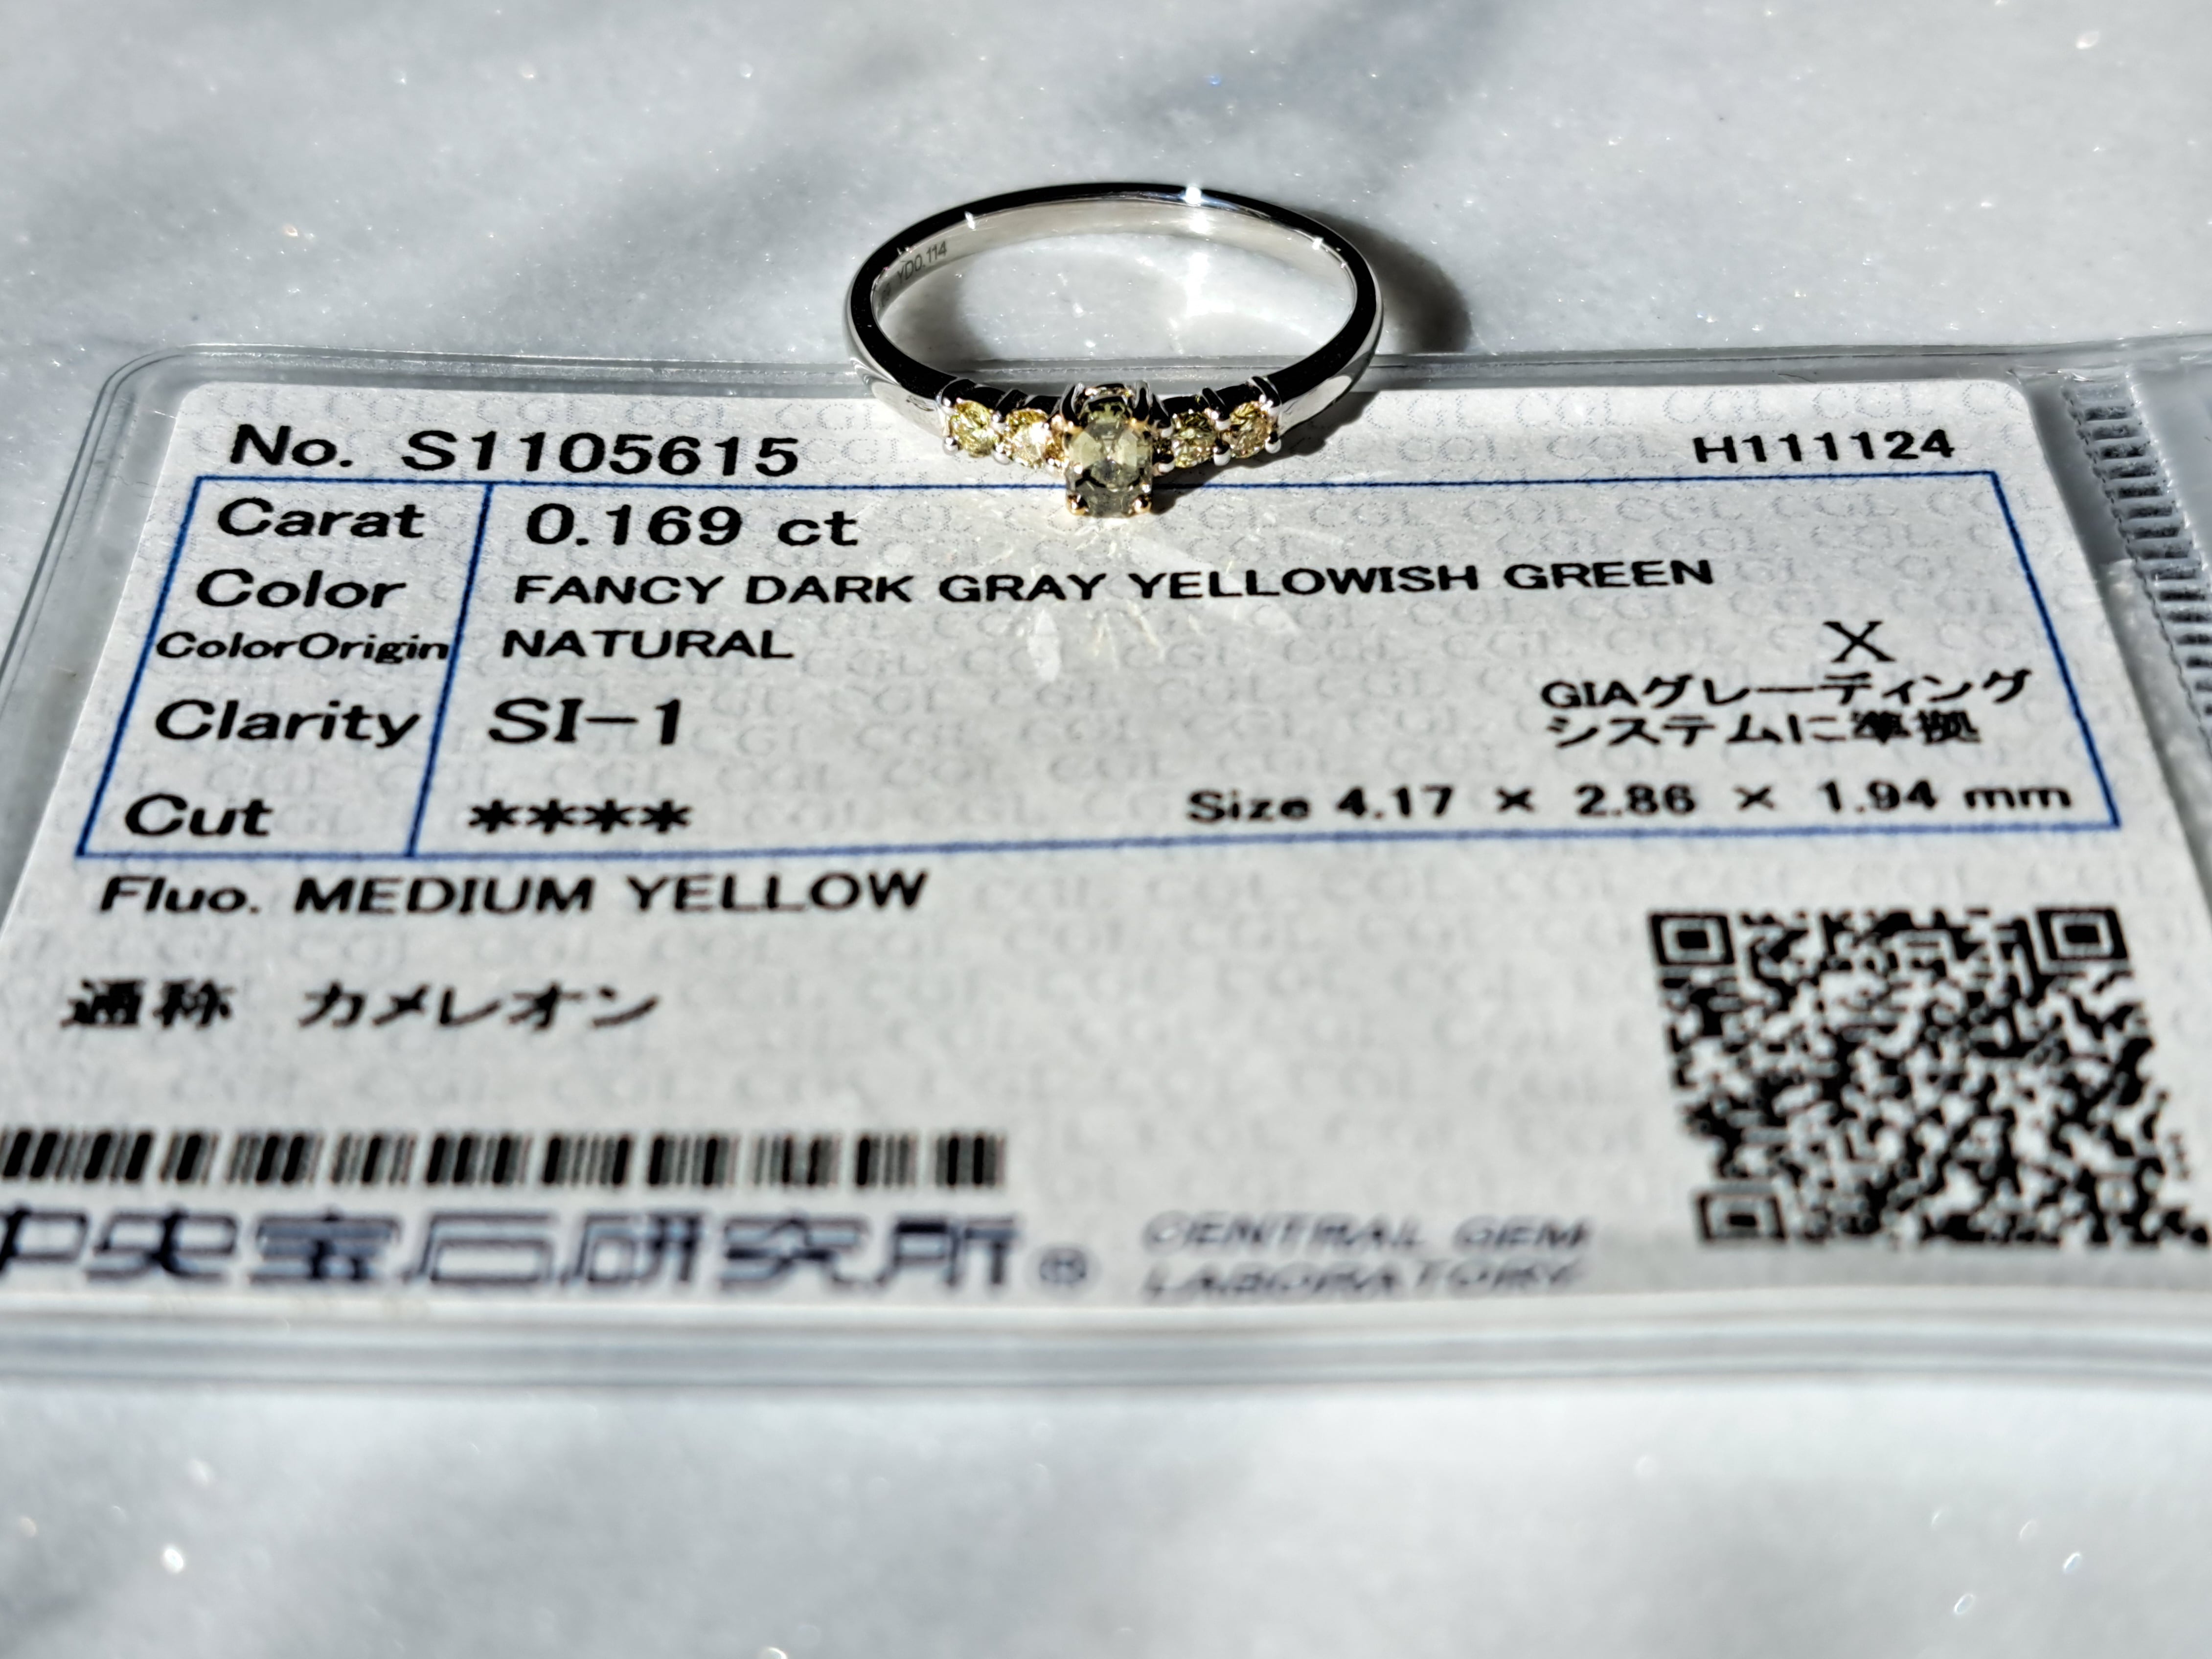 YD0.114
No. S1105615
H111124
Carat 0.169 ct
Color FANCY DARK GRAY YELLOWISH GREEN
ColorOrigin NATURAL
X
Clarity SI-1
GIAグレーディング
システムに準拠
Cut ****
Size 4.17 × 2.86 × 1.94 mm
Fluo. MEDIUM YELLOW
通称 カメレオン
中央宝石研究所®
CENTRAL GEM
LABORATORY